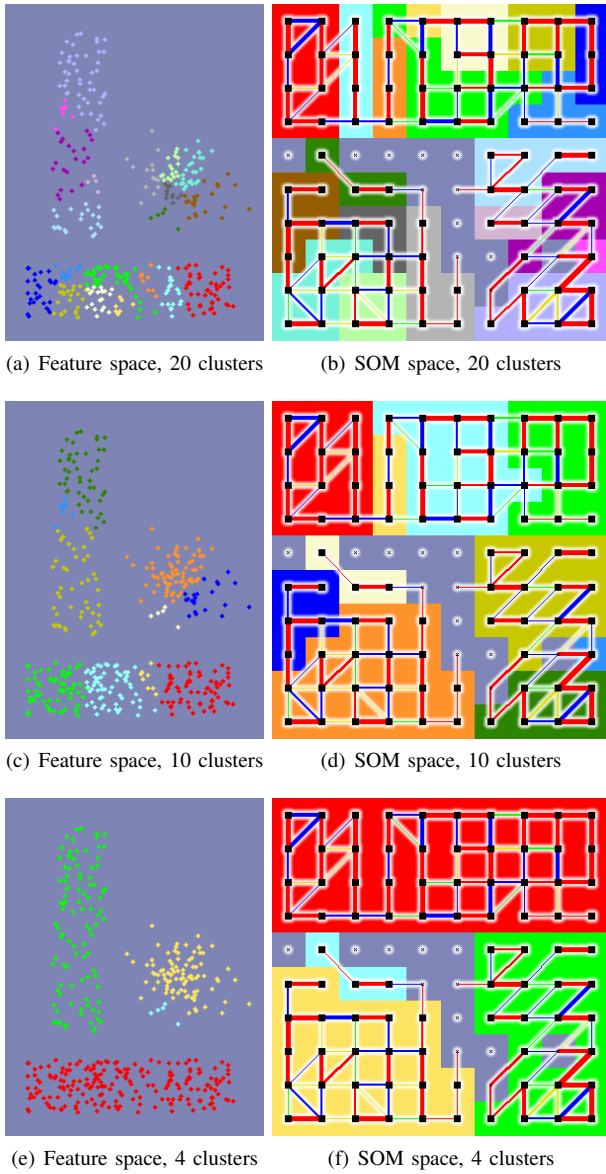 (a) Feature space, 20 clusters
(b) SOM space, 20 clusters
(c) Feature space, 10 clusters
(d) SOM space, 10 clusters
(e) Feature space, 4 clusters
(f) SOM space, 4 clusters